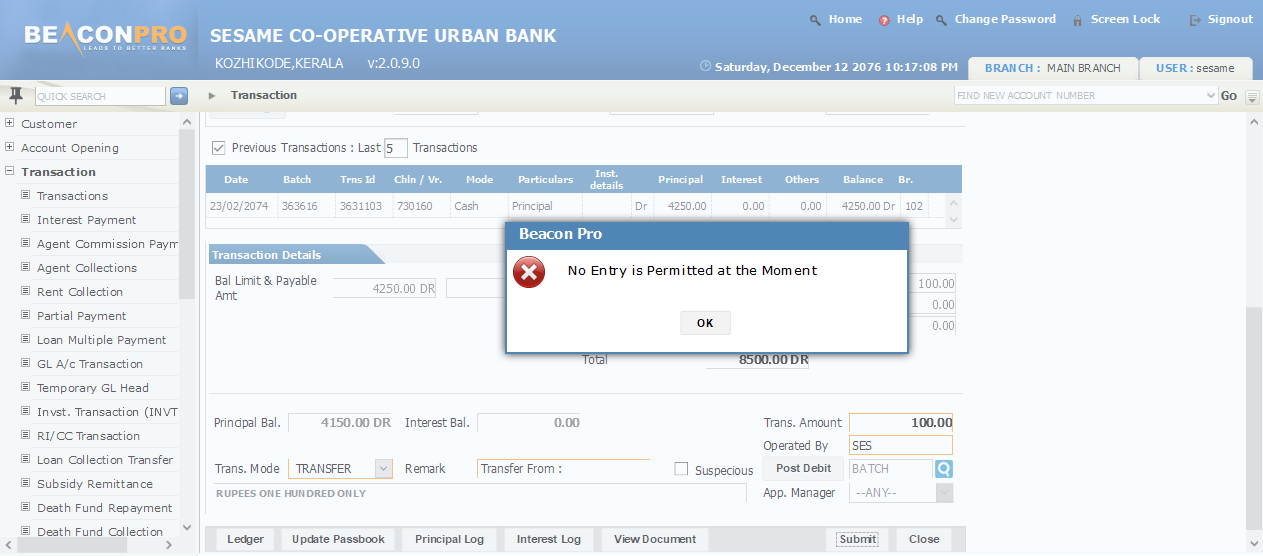 Home Help Change Password Screen Lock Signout
BEACONPRO
LEADS TO BETTER BANKS
SESAME CO-OPERATIVE URBAN BANK
KOZHIKODE,KERALA v:2.0.9.0
Saturday, December 12 2076 10:17:08 PM
BRANCH : MAIN BRANCH
USER : sesame
QUICK SEARCH
Transaction
FIND NEW ACCOUNT NUMBER Go
Customer
Account Opening
Transaction
Transactions
Interest Payment
Agent Commission Paym
Agent Collections
Rent Collection
Partial Payment
Loan Multiple Payment
GL A/c Transaction
Temporary GL Head
Invst. Transaction (INVT
RI/CC Transaction
Loan Collection Transfer
Subsidy Remittance
Death Fund Repayment
Death Fund Collection
Previous Transactions : Last 5 Transactions
Date Batch Trns Id Chln / Vr. Mode Particulars Inst. details Principal Interest Others Balance Br.
23/02/2074 363616 3631103 730160 Cash Principal Dr 4250.00 0.00 0.00 4250.00 Dr 102
Beacon Pro
No Entry is Permitted at the Moment
OK
Transaction Details
Bal Limit & Payable Amt 4250.00 DR
100.00
0.00
0.00
Total 8500.00 DR
Principal Bal. 4150.00 DR Interest Bal. 0.00 Trans. Amount 100.00
Operated By SES
Trans. Mode TRANSFER Remark Transfer From : Suspecious Post Debit BATCH
RUPEES ONE HUNDRED ONLY App. Manager --ANY--
Ledger Update Passbook Principal Log Interest Log View Document Submit Close